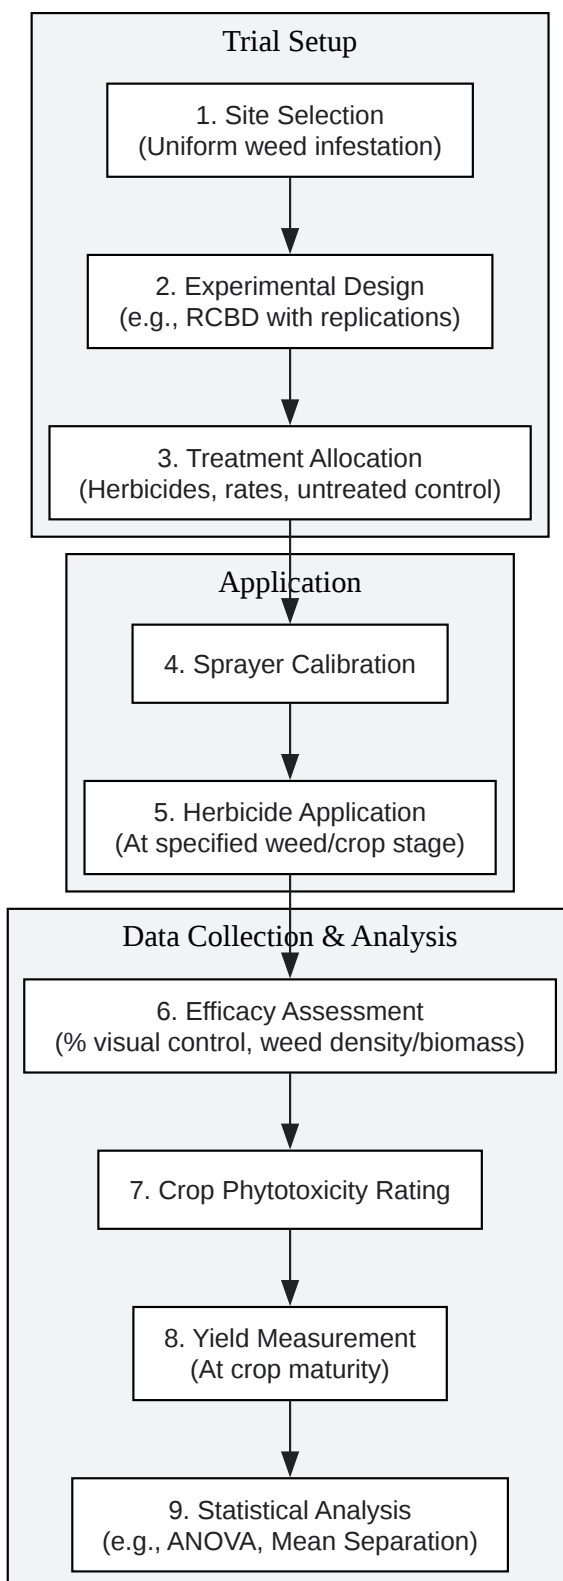 Trial Setup
1. Site Selection
(Uniform weed infestation)
2. Experimental Design
(e.g., RCBD with replications)
3. Treatment Allocation
(Herbicides, rates, untreated control)
Application
4. Sprayer Calibration
5. Herbicide Application
(At specified weed/crop stage)
Data Collection & Analysis
6. Efficacy Assessment
(% visual control, weed density/biomass)
7. Crop Phytotoxicity Rating
8. Yield Measurement
(At crop maturity)
9. Statistical Analysis
(e.g., ANOVA, Mean Separation)